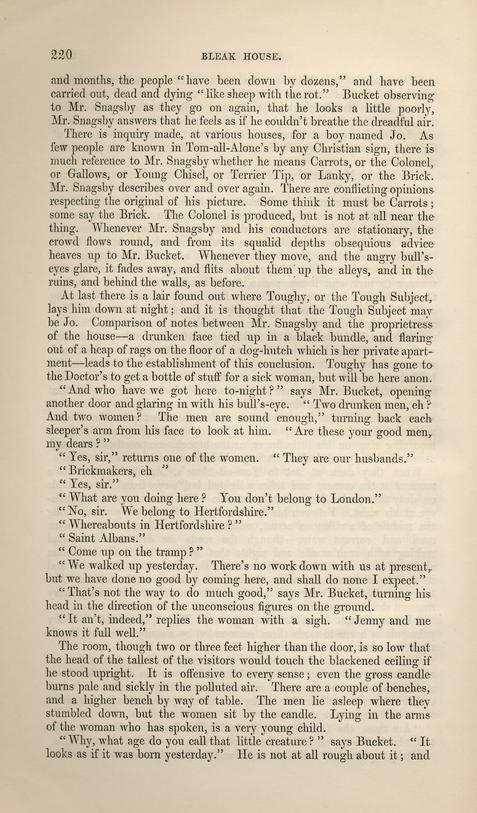 220 BLEAK HOUSE.
and months, the people “have been down by dozens,” and have been
carried out, dead and dying “like sheep with the rot.” Bucket observing
to Mr. Snagsby as they go on again, that he looks a little poorly,
Mr. Snagsby answers that he feels as if he couldn’t breathe the dreadful air.
There is inquiry made, at various houses, for a boy named Jo. As
few people are known in Tom-all-Alone’s by any Christian sign, there is
much reference to Mr. Snagsby whether he means Carrots, or the Colonel,
or Gallows, or Young Chisel, or Terrier Tip, or Lanky, or the Brick.
Mr. Snagsby describes over and over again. There are conflicting opinions
respecting the original of his picture. Some think it must be Carrots;
some say the Brick. The Colonel is produced, but is not at all near the
thing. Whenever Mr. Snagsby and his conductors are stationary, the
crowd flows round, and from its squalid depths obsequious advice
heaves up to Mr. Bucket. Whenever they move, and the angry bull’s-
eyes glare, it fades away, and flits about them up the alleys, and in the
ruins, and behind the walls, as before.
At last there is a lair found out where Toughy, or the Tough Subject,
lays him down at night; and it is thought that the Tough Subject may
be Jo. Comparison of notes between Mr. Snagsby and the proprietress
of the house—a drunken face tied up in a black bundle, and flaring
out of a heap of rags on the floor of a dog-hutch which is her private apart-
ment—leads to the establishment of this conclusion. Toughy has gone to
the Doctor’s to get a bottle of stuff for a sick woman, but will be here anon.
“And who have we got here to-night?” says Mr. Bucket, opening
another door and glaring in with his bull’s-eye. “Two drunken men, eh?
And two women? The men are sound enough,” turning back each
sleeper’s arm from his face to look at him. “Are these your good men,
my dears?”
“Yes, sir,” returns one of the women. “They are our husbands.”
“Brickmakers, eh ”
“Yes, sir.”
“What are you doing here? You don’t belong to London.”
“No, sir. We belong to Hertfordshire.”
“Whereabouts in Hertfordshire?”
“Saint Albans.”
“Come up on the tramp?”
“We walked up yesterday. There’s no work down with us at present,
but we have done no good by coming here, and shall do none I expect.”
“That’s not the way to do much good,” says Mr. Bucket, turning his
head in the direction of the unconscious figures on the ground.
“It an’t, indeed,” replies the woman with a sigh. “Jenny and me
knows it full well.”
The room, though two or three feet higher than the door, is so low that
the head of the tallest of the visitors would touch the blackened ceiling if
he stood upright. It is offensive to every sense; even the gross candle
burns pale and sickly in the polluted air. There are a couple of benches,
and a higher bench by way of table. The men lie asleep where they
stumbled down, but the women sit by the candle. Lying in the arms
of the woman who has spoken, is a very young child.
“Why, what age do you call that little creature?” says Bucket. “It
looks as if it was born yesterday.” He is not at all rough about it; and